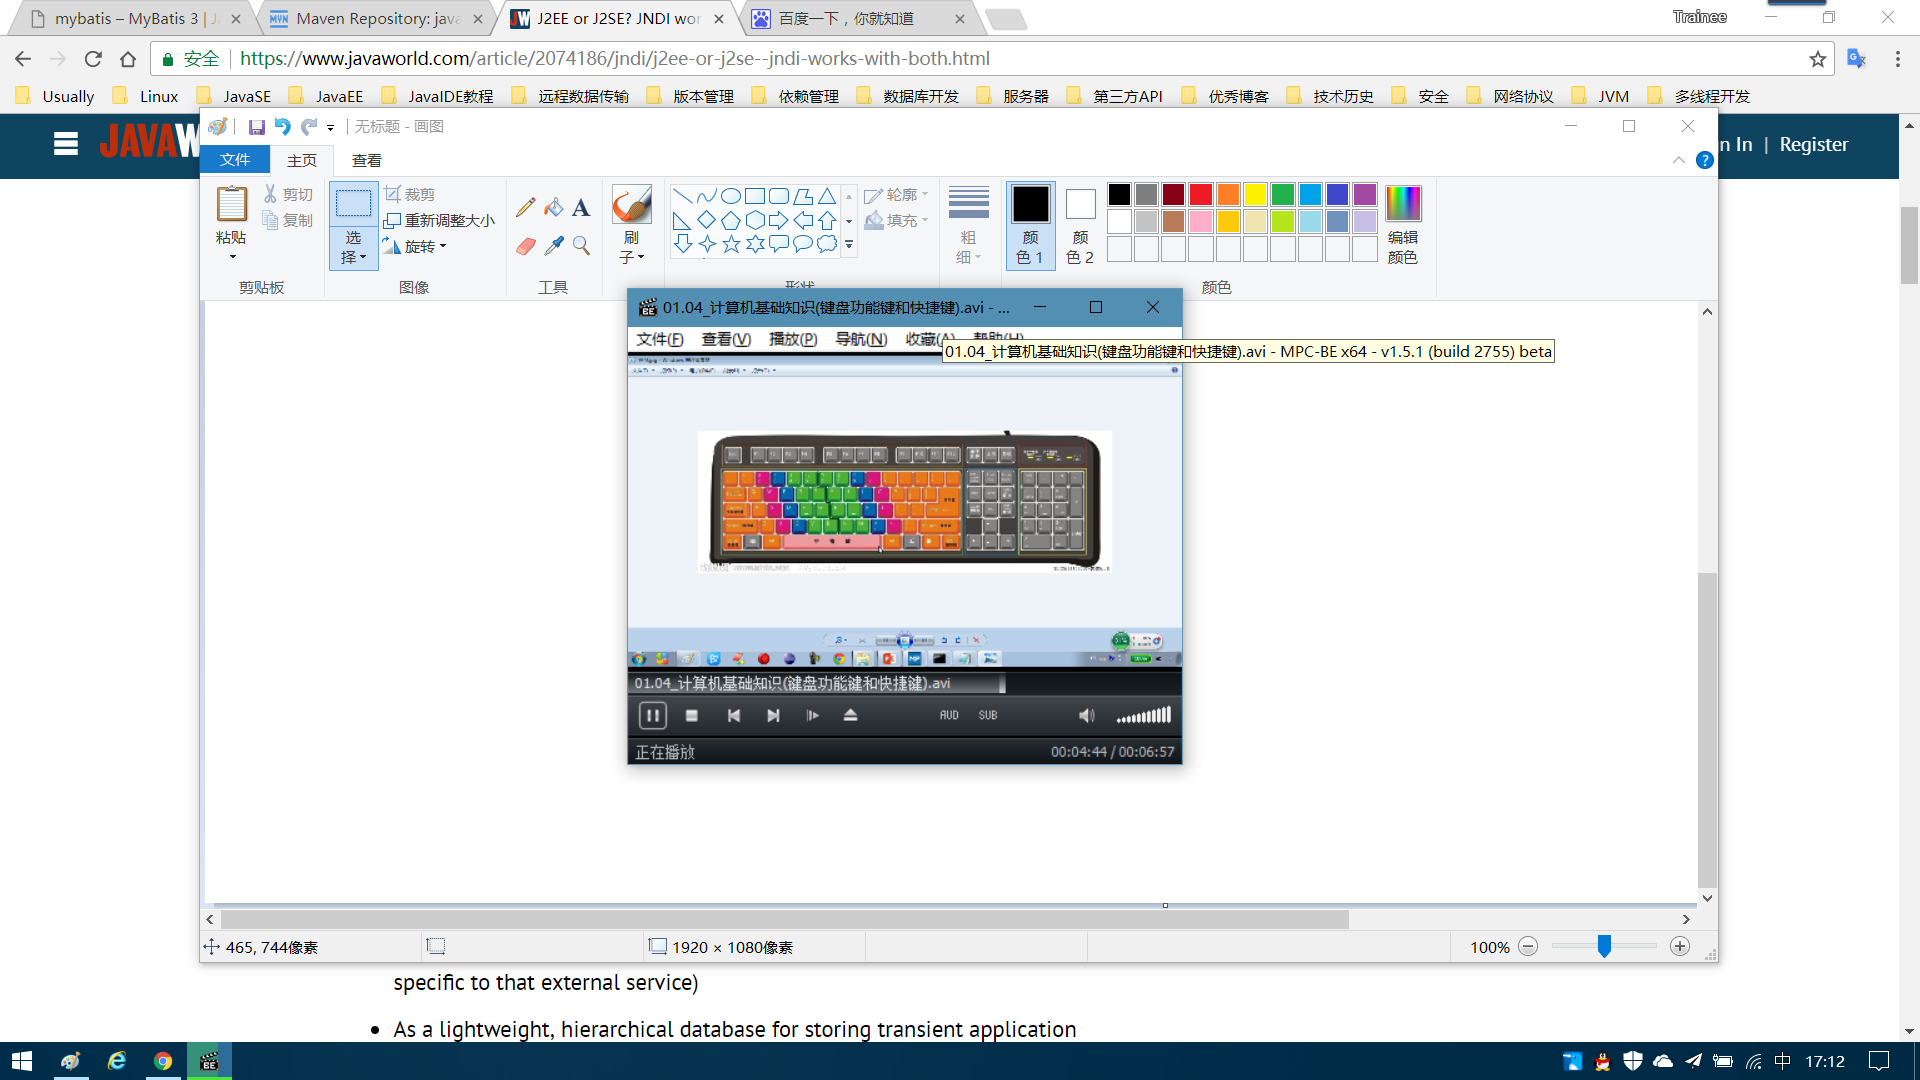 mybatis – MyBatis 3 | J
Maven Repository: java
J2EE or J2SE? JNDI wor
百度一下，你就知道
Trainee
安全
https://www.javaworld.com/article/2074186/jndi/j2ee-or-j2se--jndi-works-with-both.html
Usually
Linux
JavaSE
JavaEE
JavaIDE教程
远程数据传输
版本管理
依赖管理
数据库开发
服务器
第三方API
优秀博客
技术历史
安全
网络协议
JVM
多线程开发
JAVAW
n In | Register
无标题 - 画图
文件
主页
查看
粘贴
剪切
复制
剪贴板
选择
裁剪
重新调整大小
旋转
图像
工具
刷子
形状
轮廓
填充
粗细
颜色 1
颜色 2
编辑颜色
颜色
01.04_计算机基础知识(键盘功能键和快捷键).avi - ...
文件(F) 查看(V) 播放(P) 导航(N) 收藏(A) 帮助(H)
01.04_计算机基础知识(键盘功能键和快捷键).avi - MPC-BE x64 - v1.5.1 (build 2755) beta
01.04_计算机基础知识(键盘功能键和快捷键).avi
AUD SUB
正在播放
00:04:44 / 00:06:57
465, 744像素
1920 × 1080像素
100%
specific to that external service)
As a lightweight, hierarchical database for storing transient application
中
17:12